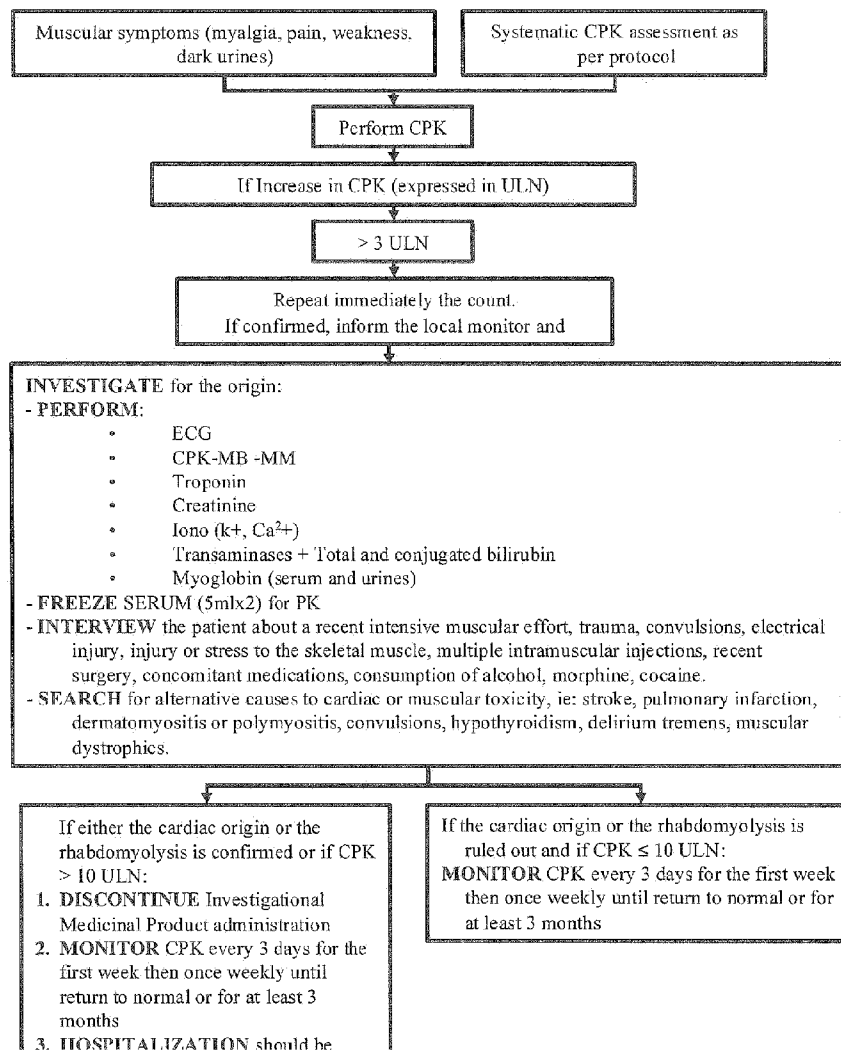 Muscular symptoms (myalgia, pain, weakness,
dark urines)
Systematic CPK assessment as
per protocol
Perform CPK
If Increase in CPK (expressed in ULN)
> 3 ULN
Repeat immediately the count.
If confirmed, inform the local monitor and
INVESTIGATE for the origin:
- PERFORM:
• ECG
• CPK-MB -MM
• Troponin
• Creatinine
• Iono (k+, Ca²+)
• Transaminases + Total and conjugated bilirubin
• Myoglobin (serum and urines)
- FREEZE SERUM (5mlx2) for PK
- INTERVIEW the patient about a recent intensive muscular effort, trauma, convulsions, electrical
injury, injury or stress to the skeletal muscle, multiple intramuscular injections, recent
surgery, concomitant medications, consumption of alcohol, morphine, cocaine.
- SEARCH for alternative causes to cardiac or muscular toxicity, ie: stroke, pulmonary infarction,
dermatomyositis or polymyositis, convulsions, hypothyroidism, delirium tremens, muscular
dystrophics.
If either the cardiac origin or the
rhabdomyolysis is confirmed or if CPK
> 10 ULN:
1. DISCONTINUE Investigational
Medicinal Product administration
2. MONITOR CPK every 3 days for the
first week then once weekly until
return to normal or for at least 3
months
3. HOSPITALIZATION should be
If the cardiac origin or the rhabdomyolysis is
ruled out and if CPK ≤ 10 ULN:
MONITOR CPK every 3 days for the first week
then once weekly until return to normal or for
at least 3 months